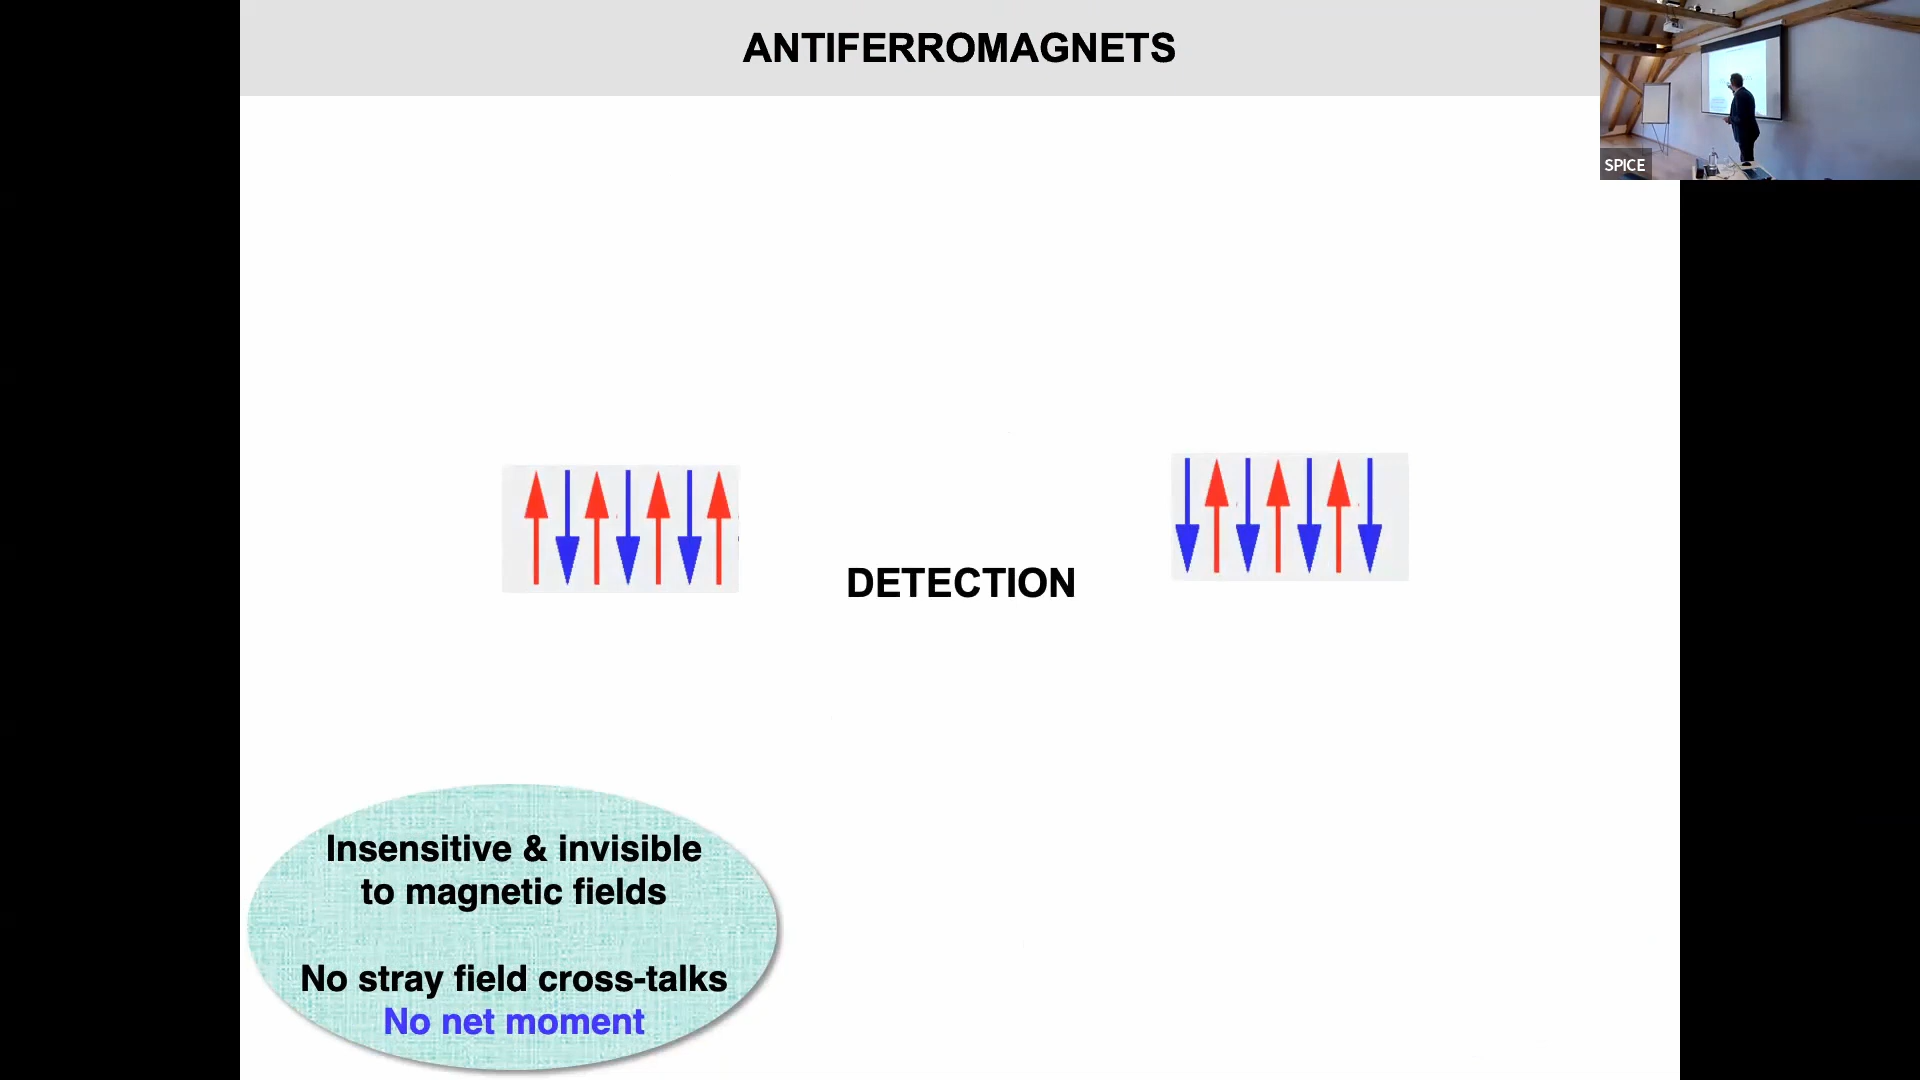 ANTIFERROMAGNETS
SPICE
DETECTION
Insensitive & invisible
to magnetic fields
No stray field cross-talks
No net moment